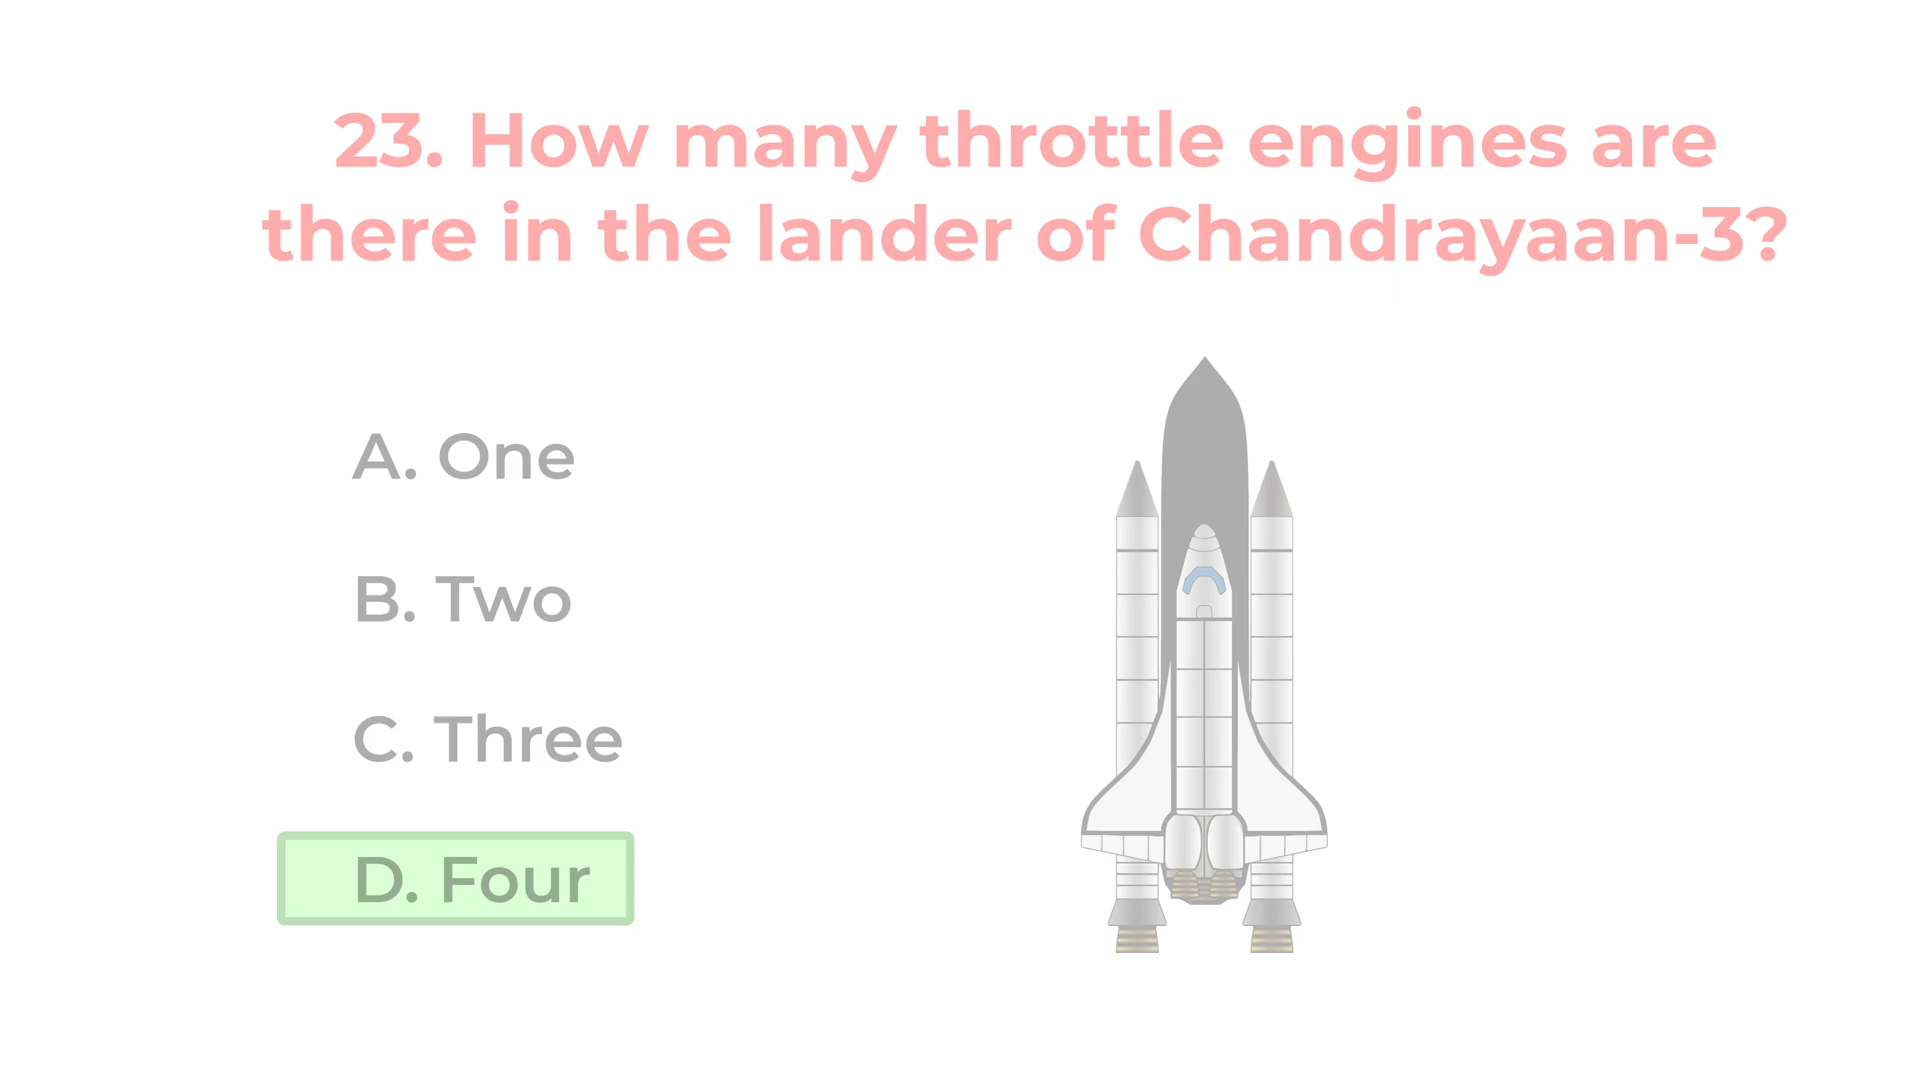 23. How many throttle engines are
there in the lander of Chandrayaan-3?
A. One
B. Two
C. Three
D. Four